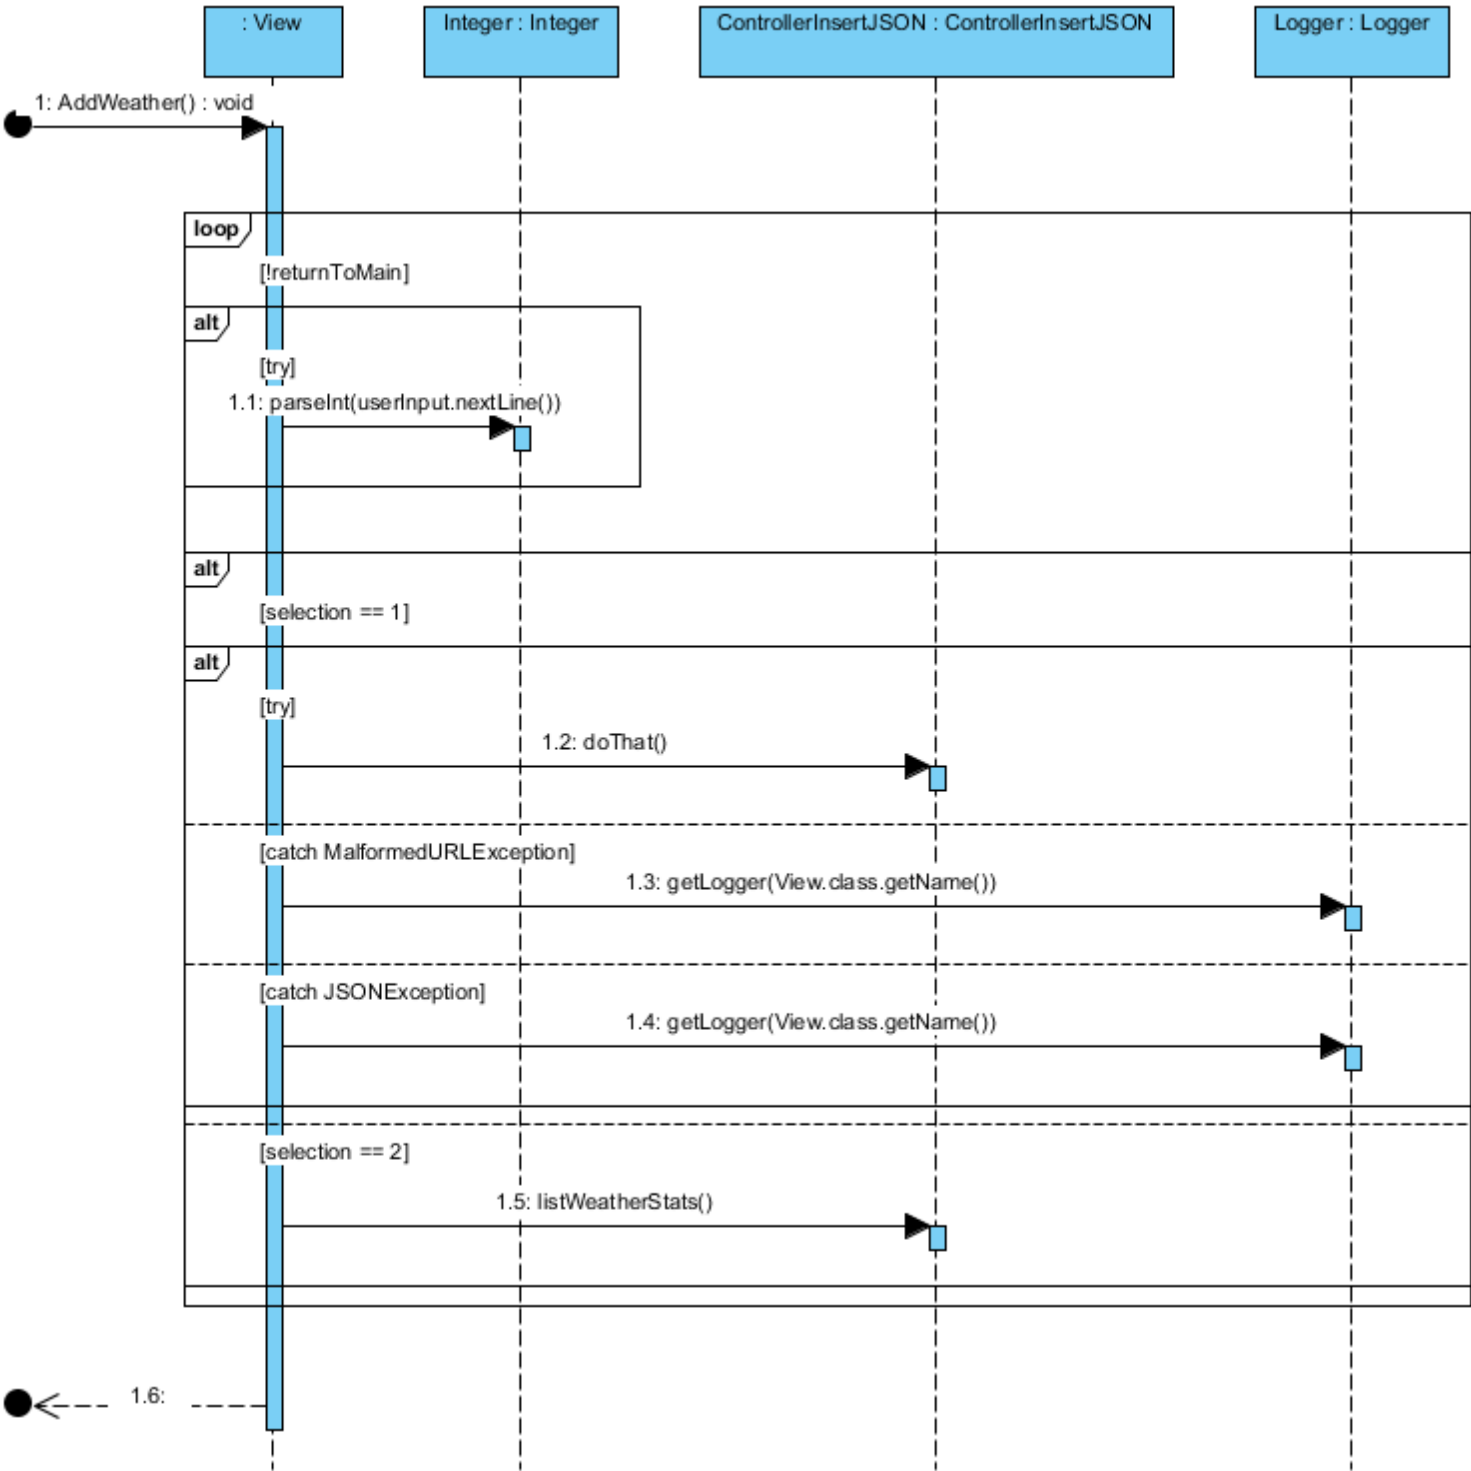 : View
Integer : Integer
ControllerInsertJSON : ControllerInsertJSON
Logger : Logger
1: AddWeather() : void
loop
[!returnToMain]
alt
[try]
1.1: parseInt(userInput.nextLine())
alt
[selection == 1]
alt
[try]
1.2: doThat()
[catch MalformedURLException]
1.3: getLogger(View.class.getName())
[catch JSONException]
1.4: getLogger(View.class.getName())
[selection == 2]
1.5: listWeatherStats()
1.6: